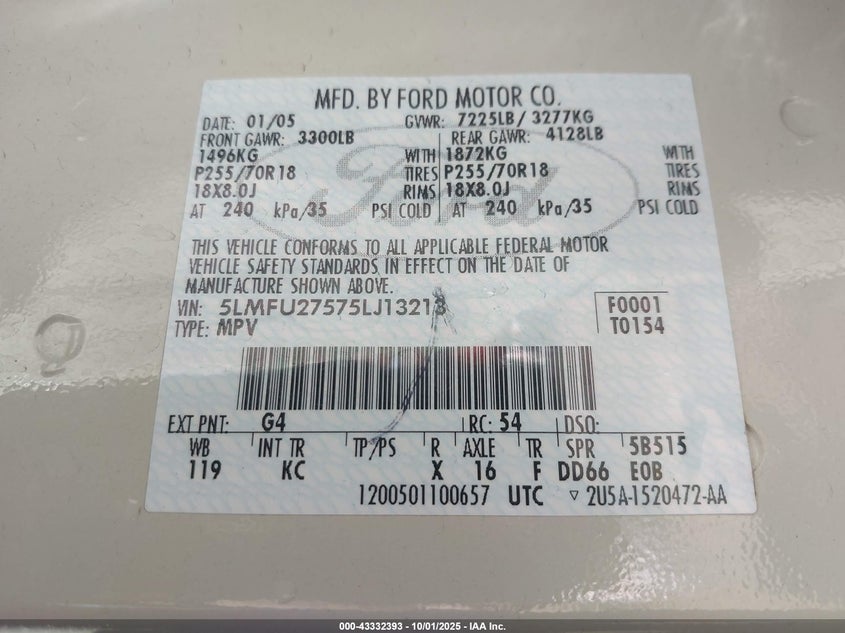 MFD. BY FORD MOTOR CO.
DATE: 01/05 GVWR: 7225LB / 3277KG
FRONT GAWR: 3300LB REAR GAWR: 4128LB
1496KG WITH 1872KG WITH
P255/70R18 TIRES P255/70R18 TIRES
18X8.0J RIMS 18X8.0J RIMS
AT 240 kPa/35 PSI COLD AT 240 kPa/35 PSI COLD
Ford
THIS VEHICLE CONFORMS TO ALL APPLICABLE FEDERAL MOTOR
VEHICLE SAFETY STANDARDS IN EFFECT ON THE DATE OF
MANUFACTURE SHOWN ABOVE.
VIN: 5LMFU27575LJ13213 F0001
TYPE: MPV T0154
EXT PNT: G4 RC: 54 DSO:
WB INT TR TP/PS R AXLE TR SPR 5B515
119 KC X 16 F DD66 EOB
1200501100657 UTC ▽ 2U5A-1520472-AA
000-43332393 - 10/01/2025 - IAA Inc.